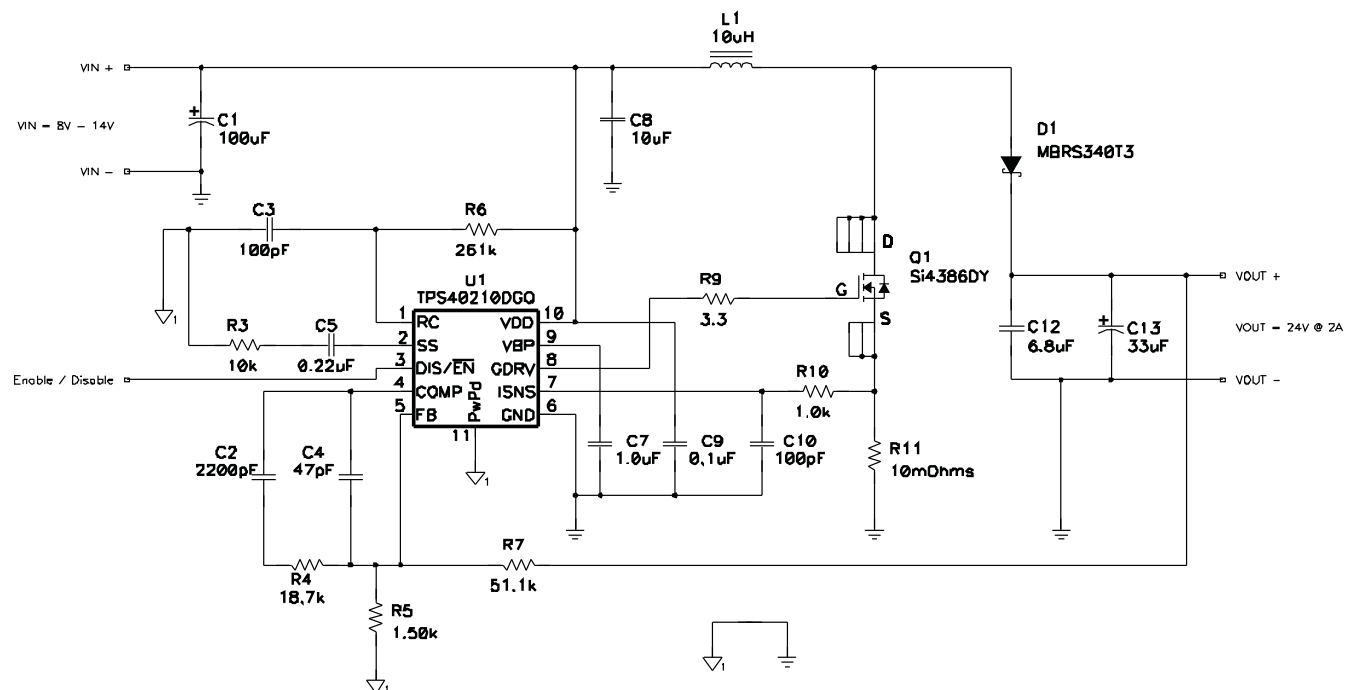 L1
10uH
VIN +
C1
100uF
VIN = 8V – 14V
VIN –
C8
10uF
D1
MBRS340T3
C3
100pF
R6
261k
D
Q1
Si4386DY
G
S
R9
3.3
U1
TPS40210DGQ
1 RC VDD 10
2 SS VBP 9
3 DIS/EN GDRV 8
4 COMP ISNS 7
5 FB GND 6
PwPd
11
1
R3
10k
C5
0.22uF
Enable / Disable
VOUT +
VOUT = 24V @ 2A
VOUT –
C12
6.8uF
C13
33uF
R10
1.0k
C2
2200pF
C4
47pF
1
C7
1.0uF
C9
0.1uF
C10
100pF
R11
10mOhms
R4
18.7k
R7
51.1k
R5
1.50k
1
1